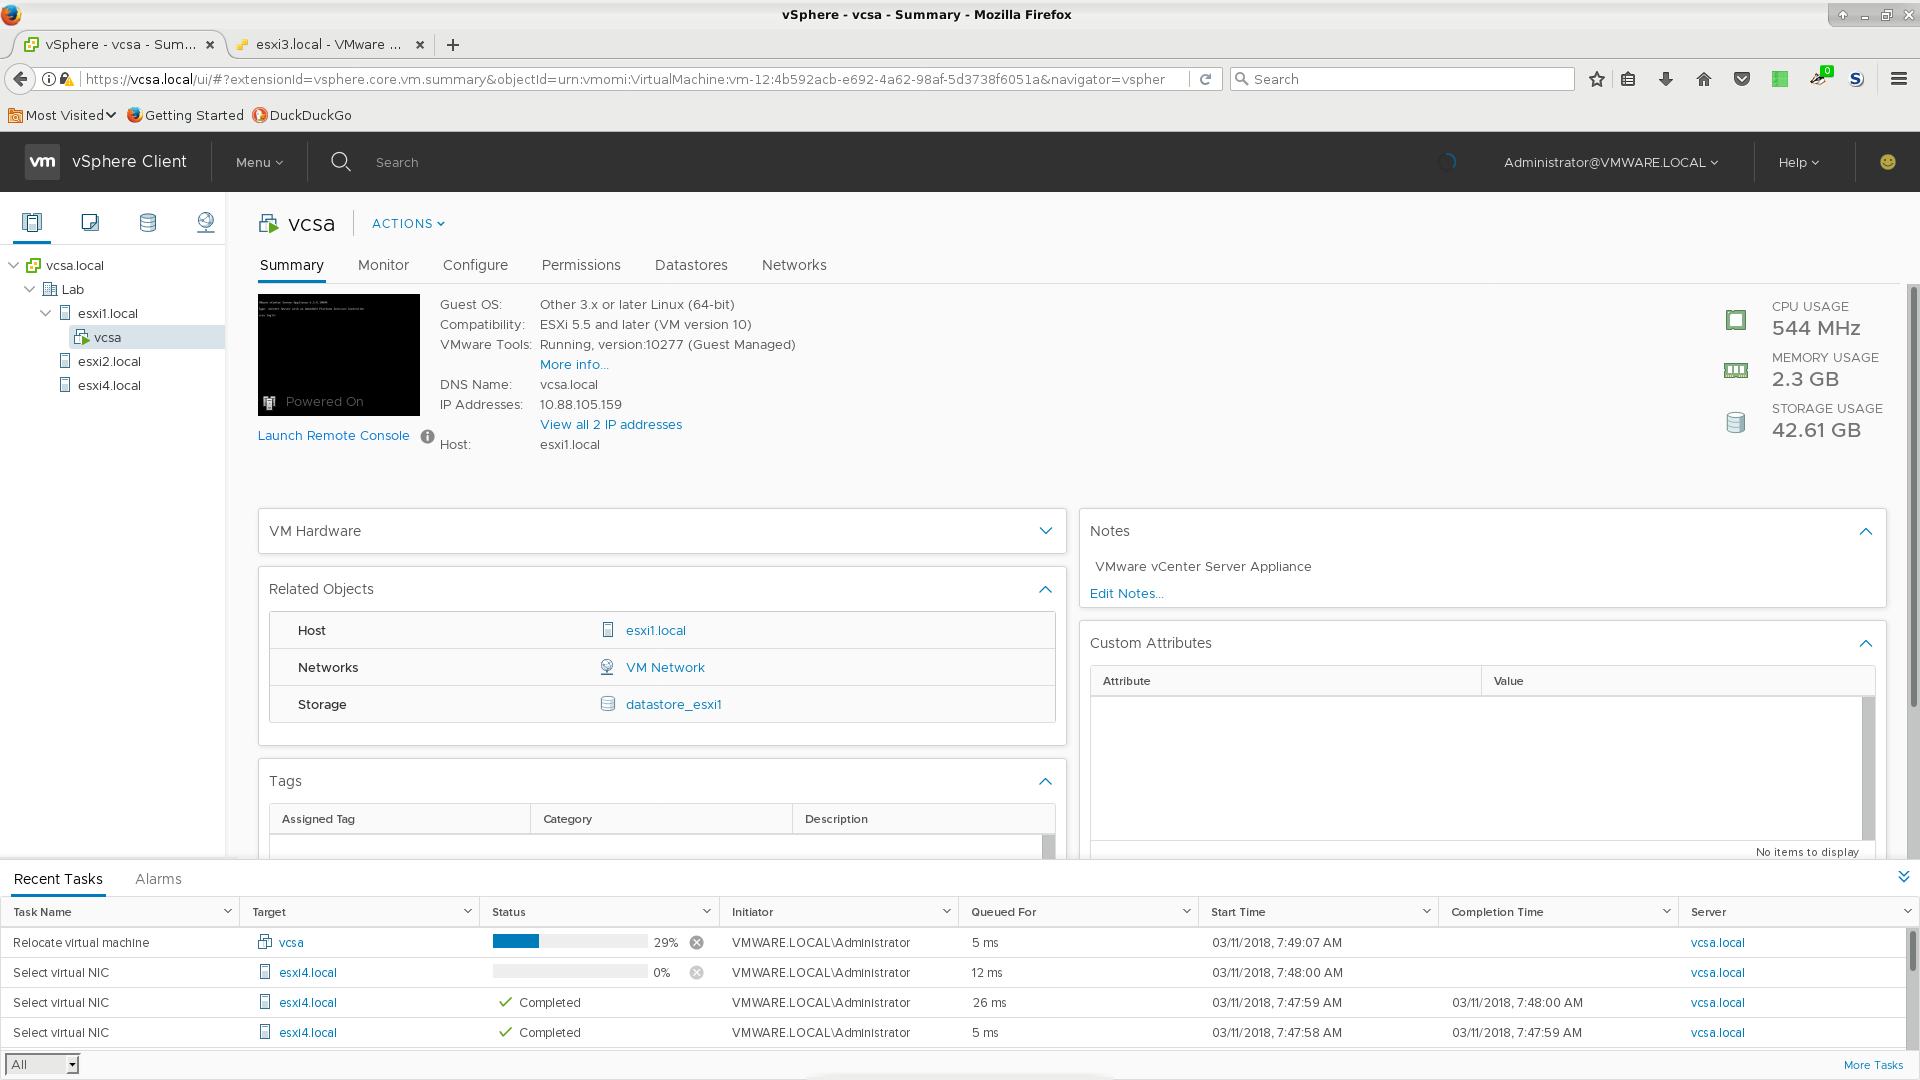 vSphere - vcsa - Summary - Mozilla Firefox
vSphere - vcsa - Sum...
esxi3.local - VMware ...
https://vcsa.local/ui/#?extensionId=vsphere.core.vm.summary&objectId=urn:vmomi:VirtualMachine:vm-12:4b592acb-e692-4a62-98af-5d3738f6051a&navigator=vspher
Search
0
S
Most Visited
Getting Started
DuckDuckGo
vm
vSphere Client
Menu
Search
Administrator@VMWARE.LOCAL
Help
vcsa.local
Lab
esxi1.local
vcsa
esxi2.local
esxi4.local
vcsa
ACTIONS
Summary
Monitor
Configure
Permissions
Datastores
Networks
Powered On
Launch Remote Console
Guest OS: Other 3.x or later Linux (64-bit)
Compatibility: ESXi 5.5 and later (VM version 10)
VMware Tools: Running, version:10277 (Guest Managed)
More info...
DNS Name: vcsa.local
IP Addresses: 10.88.105.159
View all 2 IP addresses
Host: esxi1.local
CPU USAGE
544 MHz
MEMORY USAGE
2.3 GB
STORAGE USAGE
42.61 GB
VM Hardware
Related Objects
Host esxi1.local
Networks VM Network
Storage datastore_esxi1
Tags
Assigned Tag Category Description
Notes
VMware vCenter Server Appliance
Edit Notes...
Custom Attributes
Attribute Value
No items to display
Recent Tasks
Alarms
Task Name Target Status Initiator Queued For Start Time Completion Time Server
Relocate virtual machine vcsa 29% VMWARE.LOCAL\Administrator 5 ms 03/11/2018, 7:49:07 AM vcsa.local
Select virtual NIC esxi4.local 0% VMWARE.LOCAL\Administrator 12 ms 03/11/2018, 7:48:00 AM vcsa.local
Select virtual NIC esxi4.local Completed VMWARE.LOCAL\Administrator 26 ms 03/11/2018, 7:47:59 AM 03/11/2018, 7:48:00 AM vcsa.local
Select virtual NIC esxi4.local Completed VMWARE.LOCAL\Administrator 5 ms 03/11/2018, 7:47:58 AM 03/11/2018, 7:47:59 AM vcsa.local
All
More Tasks